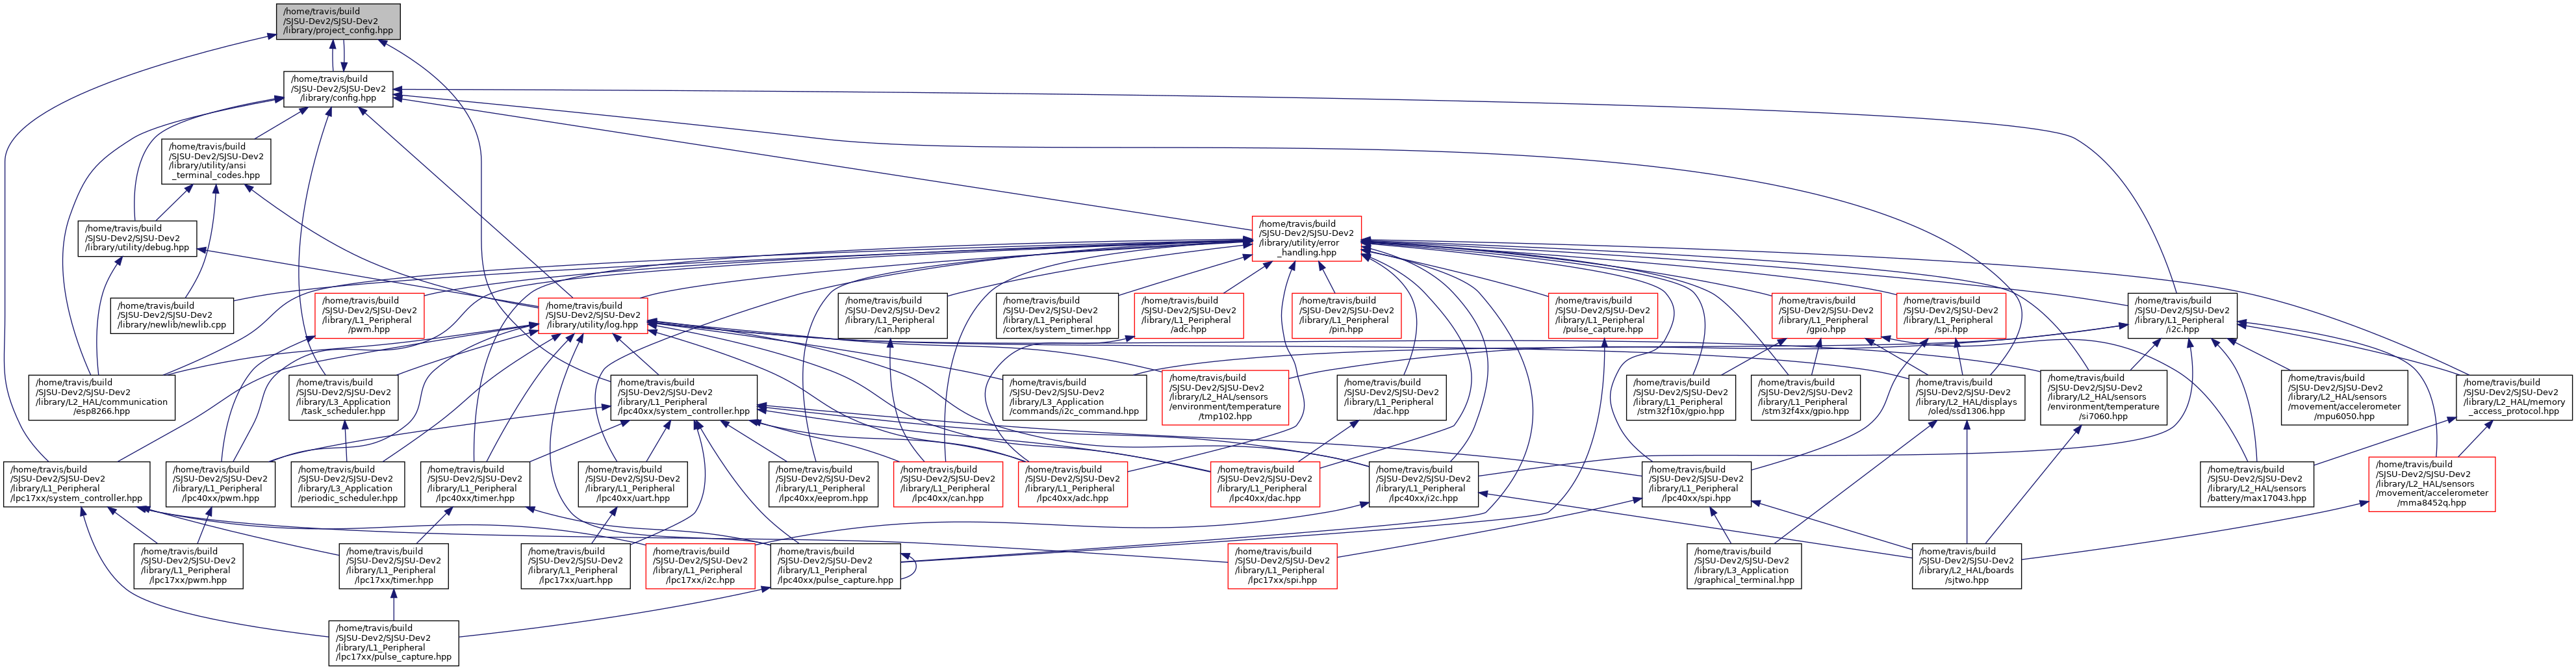 /home/travis/build
/SJSU-Dev2/SJSU-Dev2
/library/project_config.hpp
/home/travis/build
/SJSU-Dev2/SJSU-Dev2
/library/config.hpp
/home/travis/build
/SJSU-Dev2/SJSU-Dev2
/library/utility/ansi
_terminal_codes.hpp
/home/travis/build
/SJSU-Dev2/SJSU-Dev2
/library/utility/debug.hpp
/home/travis/build
/SJSU-Dev2/SJSU-Dev2
/library/utility/error
_handling.hpp
/home/travis/build
/SJSU-Dev2/SJSU-Dev2
/library/newlib/newlib.cpp
/home/travis/build
/SJSU-Dev2/SJSU-Dev2
/library/L1_Peripheral
/pwm.hpp
/home/travis/build
/SJSU-Dev2/SJSU-Dev2
/library/utility/log.hpp
/home/travis/build
/SJSU-Dev2/SJSU-Dev2
/library/L1_Peripheral
/can.hpp
/home/travis/build
/SJSU-Dev2/SJSU-Dev2
/library/L1_Peripheral
/cortex/system_timer.hpp
/home/travis/build
/SJSU-Dev2/SJSU-Dev2
/library/L1_Peripheral
/adc.hpp
/home/travis/build
/SJSU-Dev2/SJSU-Dev2
/library/L1_Peripheral
/pin.hpp
/home/travis/build
/SJSU-Dev2/SJSU-Dev2
/library/L1_Peripheral
/pulse_capture.hpp
/home/travis/build
/SJSU-Dev2/SJSU-Dev2
/library/L1_Peripheral
/gpio.hpp
/home/travis/build
/SJSU-Dev2/SJSU-Dev2
/library/L1_Peripheral
/spi.hpp
/home/travis/build
/SJSU-Dev2/SJSU-Dev2
/library/L1_Peripheral
/i2c.hpp
/home/travis/build
/SJSU-Dev2/SJSU-Dev2
/library/L2_HAL/communication
/esp8266.hpp
/home/travis/build
/SJSU-Dev2/SJSU-Dev2
/library/L3_Application
/task_scheduler.hpp
/home/travis/build
/SJSU-Dev2/SJSU-Dev2
/library/L1_Peripheral
/lpc40xx/system_controller.hpp
/home/travis/build
/SJSU-Dev2/SJSU-Dev2
/library/L3_Application
/commands/i2c_command.hpp
/home/travis/build
/SJSU-Dev2/SJSU-Dev2
/library/L2_HAL/sensors
/environment/temperature
/tmp102.hpp
/home/travis/build
/SJSU-Dev2/SJSU-Dev2
/library/L1_Peripheral
/dac.hpp
/home/travis/build
/SJSU-Dev2/SJSU-Dev2
/library/L1_Peripheral
/stm32f10x/gpio.hpp
/home/travis/build
/SJSU-Dev2/SJSU-Dev2
/library/L1_Peripheral
/stm32f4xx/gpio.hpp
/home/travis/build
/SJSU-Dev2/SJSU-Dev2
/library/L2_HAL/displays
/oled/ssd1306.hpp
/home/travis/build
/SJSU-Dev2/SJSU-Dev2
/library/L2_HAL/sensors
/environment/temperature
/si7060.hpp
/home/travis/build
/SJSU-Dev2/SJSU-Dev2
/library/L2_HAL/sensors
/movement/accelerometer
/mpu6050.hpp
/home/travis/build
/SJSU-Dev2/SJSU-Dev2
/library/L2_HAL/memory
_access_protocol.hpp
/home/travis/build
/SJSU-Dev2/SJSU-Dev2
/library/L1_Peripheral
/lpc17xx/system_controller.hpp
/home/travis/build
/SJSU-Dev2/SJSU-Dev2
/library/L1_Peripheral
/lpc40xx/pwm.hpp
/home/travis/build
/SJSU-Dev2/SJSU-Dev2
/library/L3_Application
/periodic_scheduler.hpp
/home/travis/build
/SJSU-Dev2/SJSU-Dev2
/library/L1_Peripheral
/lpc40xx/timer.hpp
/home/travis/build
/SJSU-Dev2/SJSU-Dev2
/library/L1_Peripheral
/lpc40xx/uart.hpp
/home/travis/build
/SJSU-Dev2/SJSU-Dev2
/library/L1_Peripheral
/lpc40xx/eeprom.hpp
/home/travis/build
/SJSU-Dev2/SJSU-Dev2
/library/L1_Peripheral
/lpc40xx/can.hpp
/home/travis/build
/SJSU-Dev2/SJSU-Dev2
/library/L1_Peripheral
/lpc40xx/adc.hpp
/home/travis/build
/SJSU-Dev2/SJSU-Dev2
/library/L1_Peripheral
/lpc40xx/dac.hpp
/home/travis/build
/SJSU-Dev2/SJSU-Dev2
/library/L1_Peripheral
/lpc40xx/i2c.hpp
/home/travis/build
/SJSU-Dev2/SJSU-Dev2
/library/L1_Peripheral
/lpc40xx/spi.hpp
/home/travis/build
/SJSU-Dev2/SJSU-Dev2
/library/L2_HAL/sensors
/battery/max17043.hpp
/home/travis/build
/SJSU-Dev2/SJSU-Dev2
/library/L2_HAL/sensors
/movement/accelerometer
/mma8452q.hpp
/home/travis/build
/SJSU-Dev2/SJSU-Dev2
/library/L1_Peripheral
/lpc17xx/pwm.hpp
/home/travis/build
/SJSU-Dev2/SJSU-Dev2
/library/L1_Peripheral
/lpc17xx/timer.hpp
/home/travis/build
/SJSU-Dev2/SJSU-Dev2
/library/L1_Peripheral
/lpc17xx/uart.hpp
/home/travis/build
/SJSU-Dev2/SJSU-Dev2
/library/L1_Peripheral
/lpc17xx/i2c.hpp
/home/travis/build
/SJSU-Dev2/SJSU-Dev2
/library/L1_Peripheral
/lpc40xx/pulse_capture.hpp
/home/travis/build
/SJSU-Dev2/SJSU-Dev2
/library/L1_Peripheral
/lpc17xx/spi.hpp
/home/travis/build
/SJSU-Dev2/SJSU-Dev2
/library/L3_Application
/graphical_terminal.hpp
/home/travis/build
/SJSU-Dev2/SJSU-Dev2
/library/L2_HAL/boards
/sjtwo.hpp
/home/travis/build
/SJSU-Dev2/SJSU-Dev2
/library/L1_Peripheral
/lpc17xx/pulse_capture.hpp